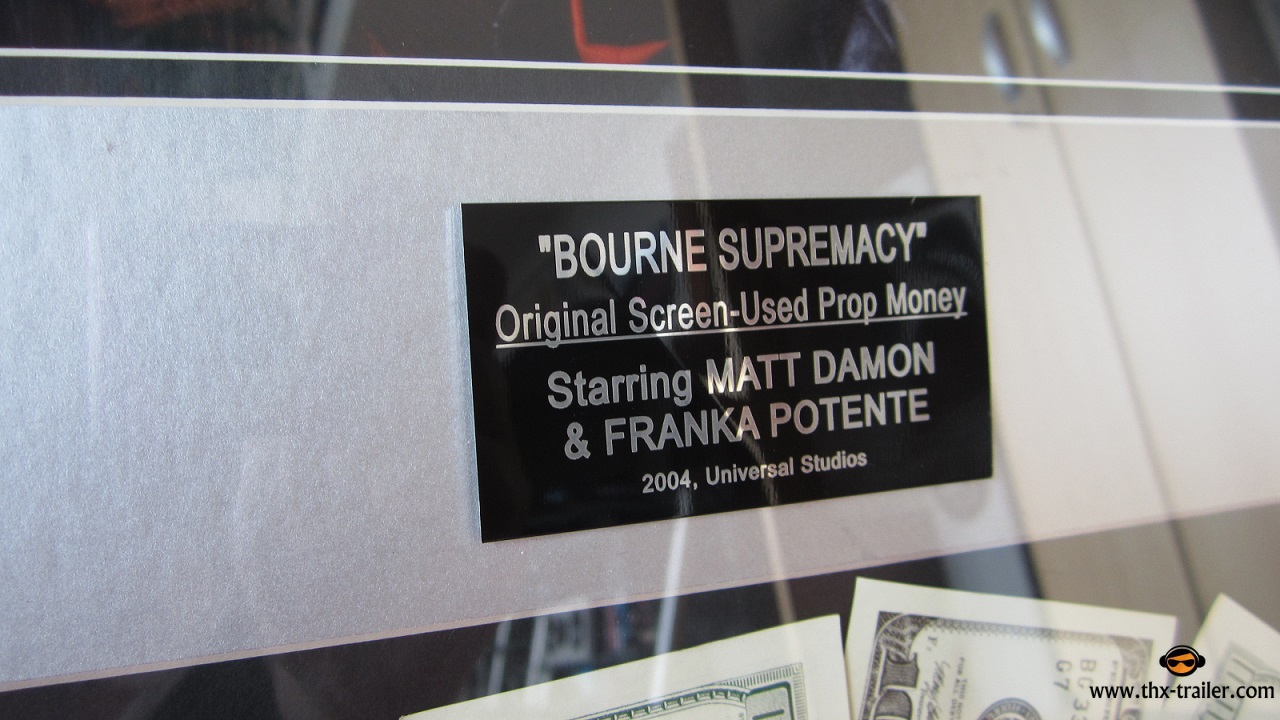 "BOURNE SUPREMACY"
Original Screen-Used Prop Money
Starring MATT DAMON
& FRANKA POTENTE
2004, Universal Studios
www.thx-trailer.com